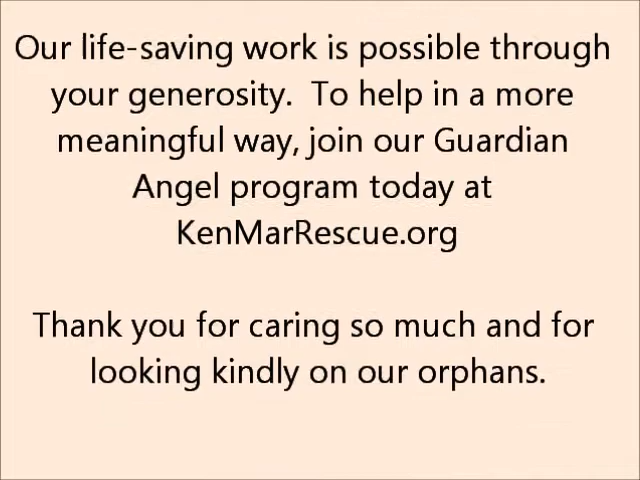 Our life-saving work is possible through
your generosity.  To help in a more
meaningful way, join our Guardian
Angel program today at
KenMarRescue.org
Thank you for caring so much and for
looking kindly on our orphans.